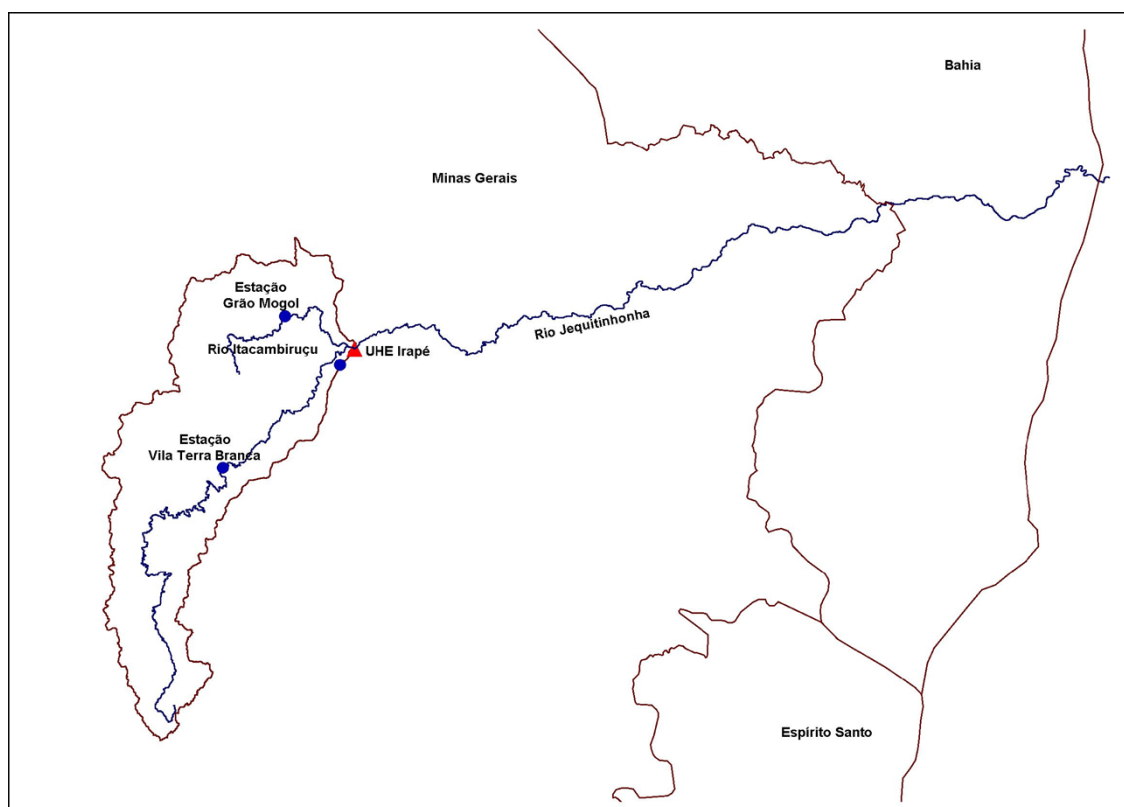 Bahia
Minas Gerais
Estação
Grão Mogol
Rio Jequitinhonha
Rio Itacambiruçu
UHE Irapé
Estação
Vila Terra Branca
Espírito Santo